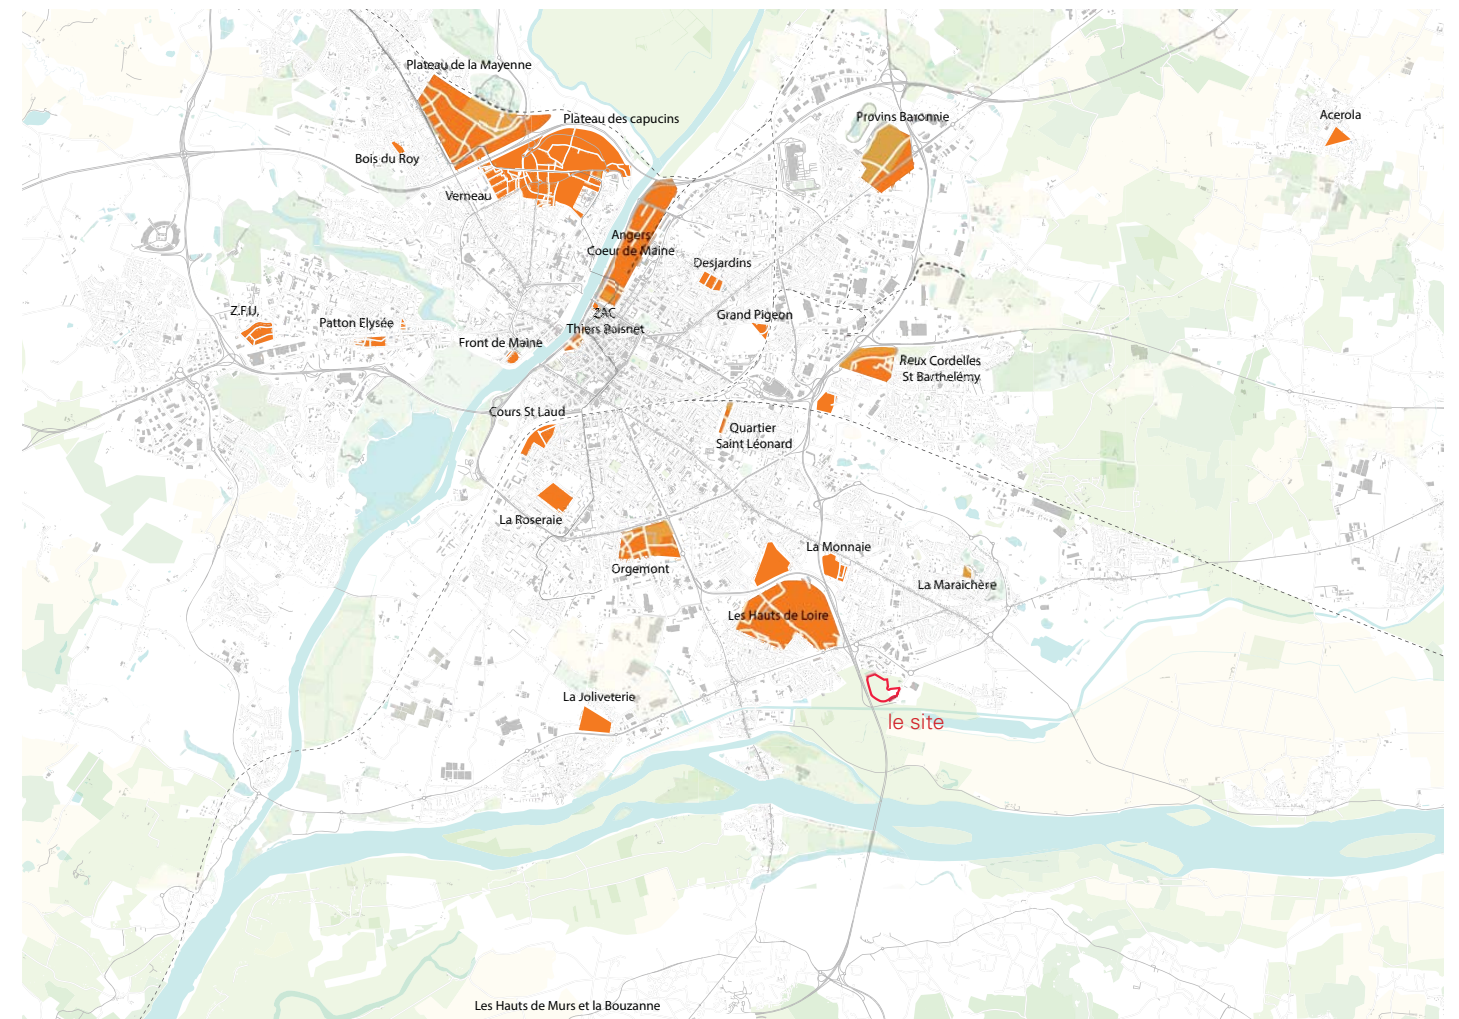 Plateau de la Mayenne
Plateau des capucins
Provins Baronnie
Acerola
Bois du Roy
Verneau
Angers
Coeur de Maine
Desjardins
Z.F.U,
Patton Elysée
ZAC
Thiers Boisnet
Grand Pigeon
Front de Maine
Reux Cordelles
St Barthelémy
Cours St Laud
Quartier
Saint Léonard
La Roseraie
Orgemont
La Monnaie
La Maraichère
Les Hauts de Loire
La Joliveterie
le site
Les Hauts de Murs et la Bouzanne